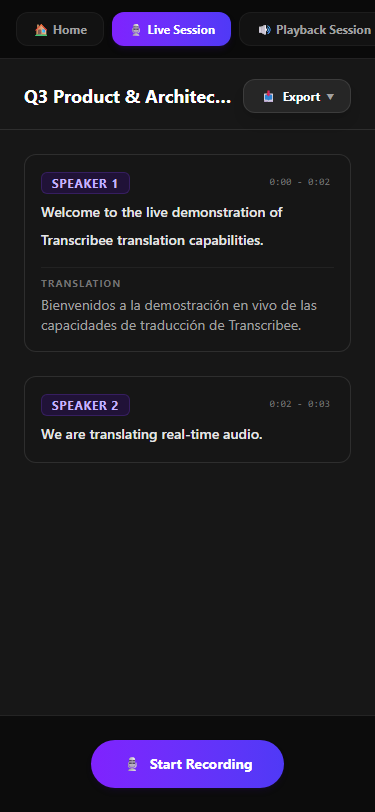 Home
Live Session
Playback Session
Q3 Product & Architec...
Export
SPEAKER 1
0:00 - 0:02
Welcome to the live demonstration of
Transcribee translation capabilities.
TRANSLATION
Bienvenidos a la demostración en vivo de las
capacidades de traducción de Transcribee.
SPEAKER 2
0:02 - 0:03
We are translating real-time audio.
Start Recording